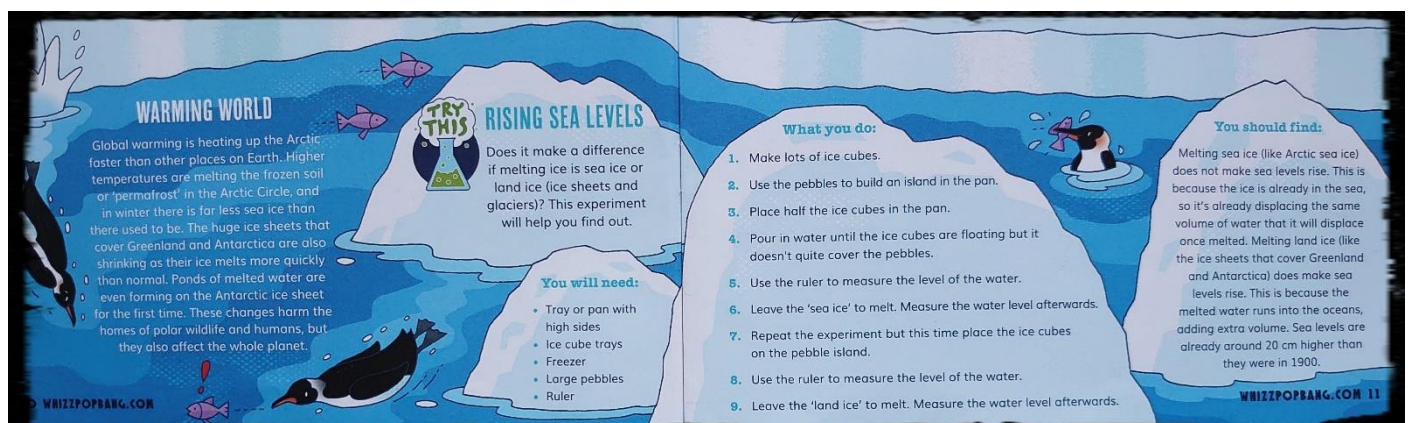 WARMING WORLD
Global warming is heating up the Arctic
faster than other places on Earth. Higher
temperatures are melting the frozen soil
or ‘permafrost’ in the Arctic Circle, and
in winter there is far less sea ice than
there used to be. The huge ice sheets that
cover Greenland and Antarctica are also
shrinking as their ice melts more quickly
than normal. Ponds of melted water are
even forming on the Antarctic ice sheet
for the first time. These changes harm the
homes of polar wildlife and humans, but
they also affect the whole planet.
WHIZZPOPBANG.COM
TRY
THIS
RISING SEA LEVELS
Does it make a difference
if melting ice is sea ice or
land ice (ice sheets and
glaciers)? This experiment
will help you find out.
You will need:
• Tray or pan with
high sides
• Ice cube trays
• Freezer
• Large pebbles
• Ruler
What you do:
1. Make lots of ice cubes.
2. Use the pebbles to build an island in the pan.
3. Place half the ice cubes in the pan.
4. Pour in water until the ice cubes are floating but it
doesn't quite cover the pebbles.
5. Use the ruler to measure the level of the water.
6. Leave the ‘sea ice’ to melt. Measure the water level afterwards.
7. Repeat the experiment but this time place the ice cubes
on the pebble island.
8. Use the ruler to measure the level of the water.
9. Leave the ‘land ice’ to melt. Measure the water level afterwards.
You should find:
Melting sea ice (like Arctic sea ice)
does not make sea levels rise. This is
because the ice is already in the sea,
so it's already displacing the same
volume of water that it will displace
once melted. Melting land ice (like
the ice sheets that cover Greenland
and Antarctica) does make sea
levels rise. This is because the
melted water runs into the oceans,
adding extra volume. Sea levels are
already around 20 cm higher than
they were in 1900.
WHIZZPOPBANG.COM 11